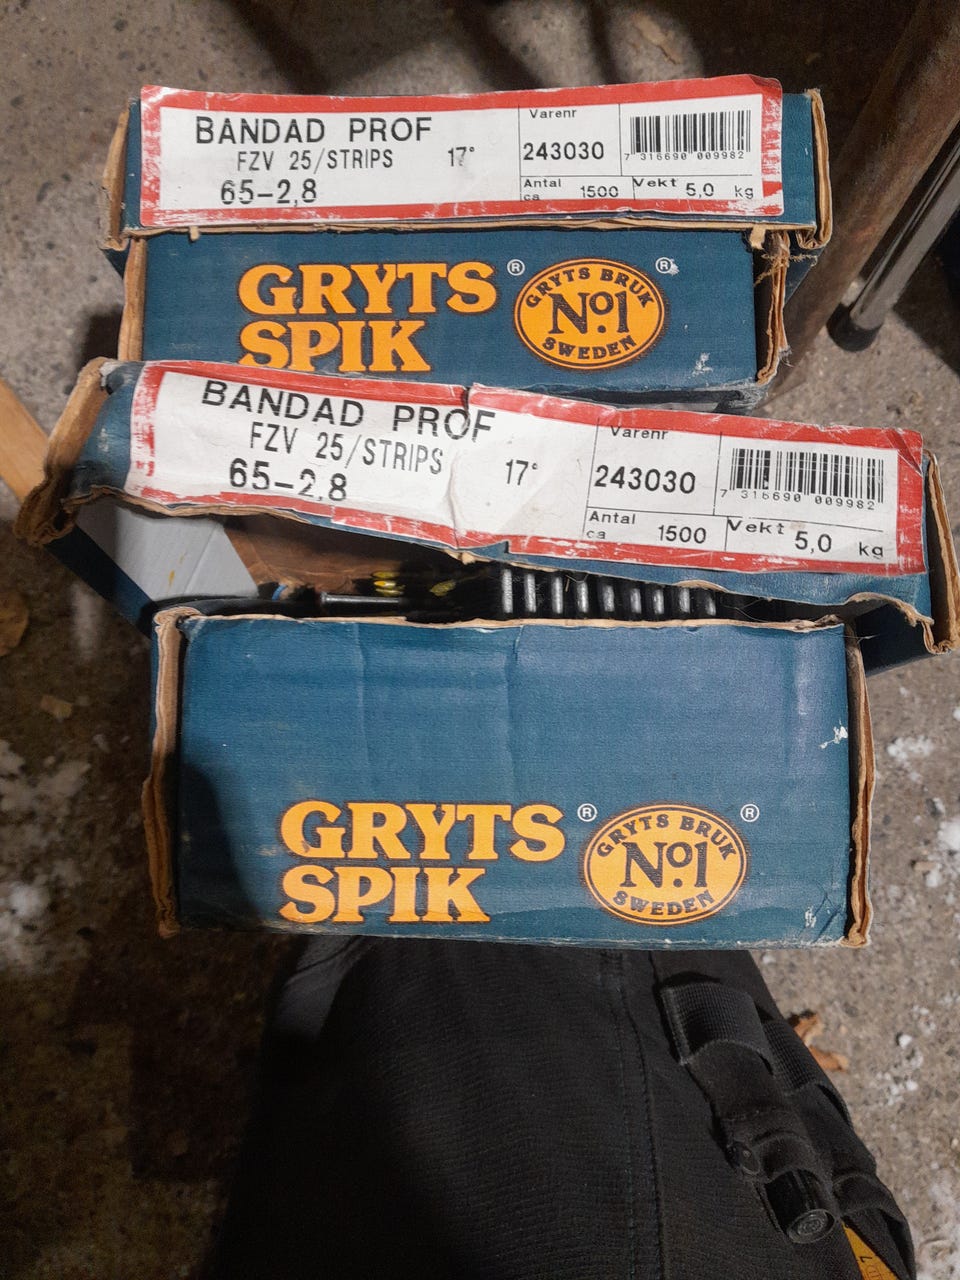 BANDAD PROF
FZV 25/STRIPS 17°
65-2,8
Varenr
243030
7 316690 009982
Antal ca 1500
Vekt 5,0 kg
GRYTS ®
SPIK
GRYTS BRUK ®
No1
SWEDEN
BANDAD PROF
FZV 25/STRIPS 17°
65-2,8
Varenr
243030
7 316690 009982
Antal ca 1500
Vekt 5,0 kg
GRYTS ®
SPIK
GRYTS BRUK ®
No1
SWEDEN